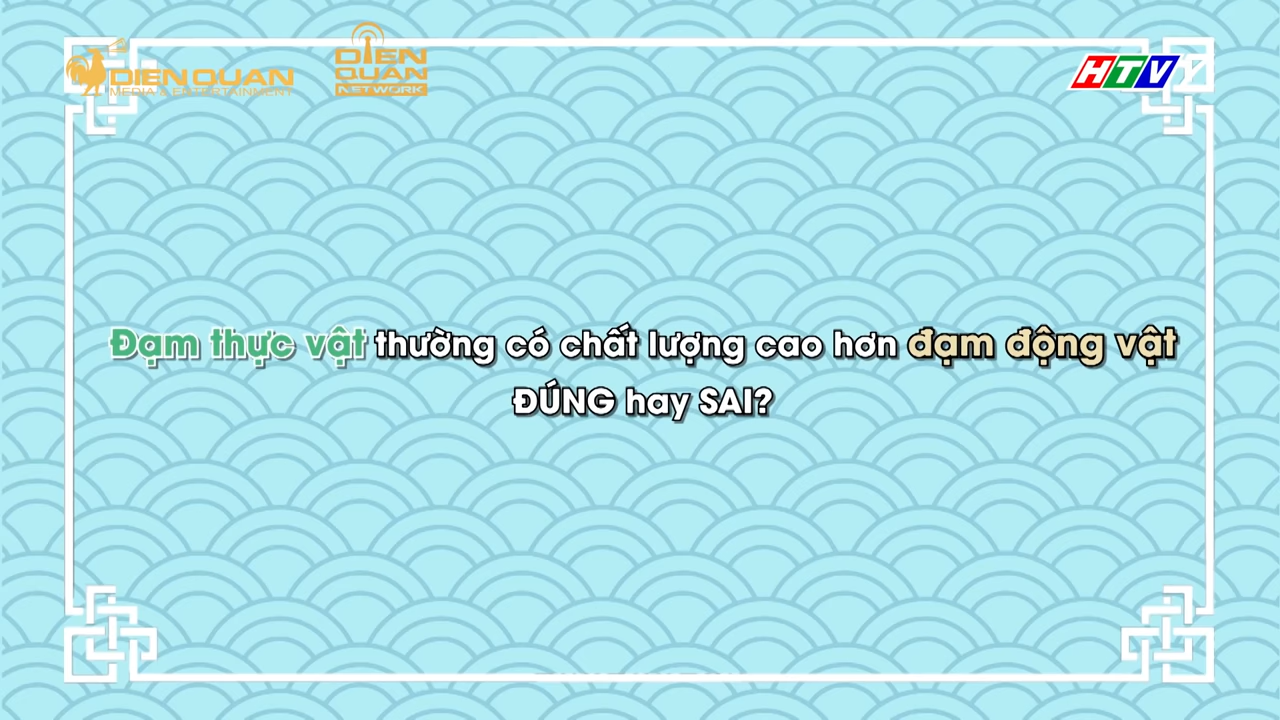 DIEN QUAN
MEDIA & ENTERTAINMENT
DIEN
QUAN
NETWORK
HTV7
Đạm thực vật thường có chất lượng cao hơn đạm động vật
ĐÚNG hay SAI?